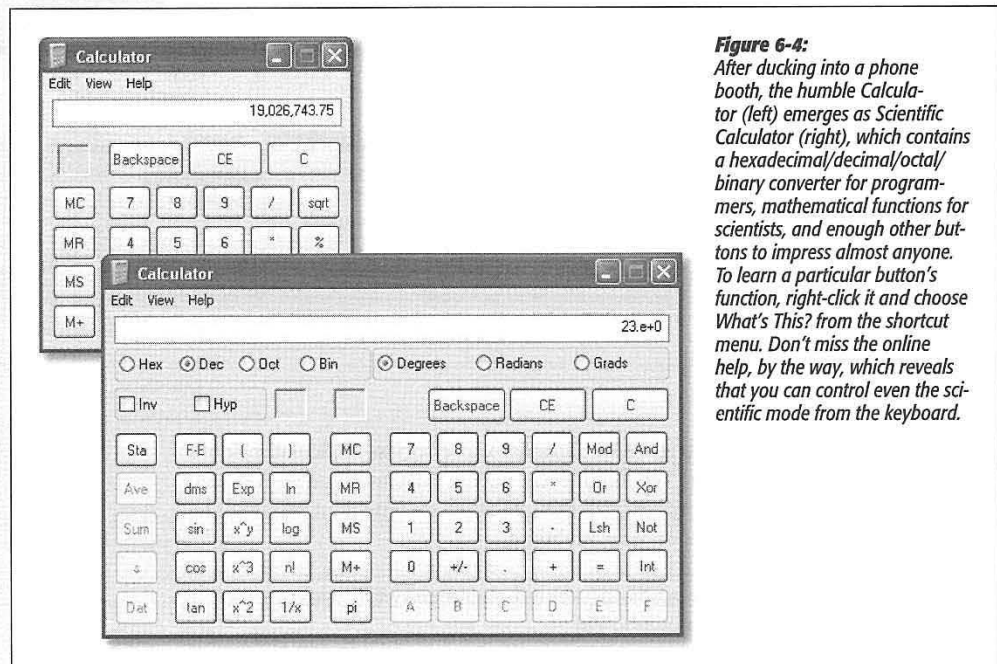 Calculator
Edit View Help
19,026,743.75
Backspace CE C
MC 7 8 9 / sqrt
MR 4 5 6 * %
MS
M+
Calculator
Edit View Help
23.e+0
Hex Dec Oct Bin Degrees Radians Grads
Inv Hyp Backspace CE C
Sta F-E ( ) MC 7 8 9 / Mod And
Ave dms Exp ln MR 4 5 6 * Or Xor
Sum sin x^y log MS 1 2 3 - Lsh Not
s cos x^3 n! M+ 0 +/- . + = Int
Dat tan x^2 1/x pi A B C D E F
Figure 6-4:
After ducking into a phone
booth, the humble Calcula-
tor (left) emerges as Scientific
Calculator (right), which contains
a hexadecimal/decimal/octal/
binary converter for program-
mers, mathematical functions for
scientists, and enough other but-
tons to impress almost anyone.
To learn a particular button's
function, right-click it and choose
What's This? from the shortcut
menu. Don't miss the online
help, by the way, which reveals
that you can control even the sci-
entific mode from the keyboard.